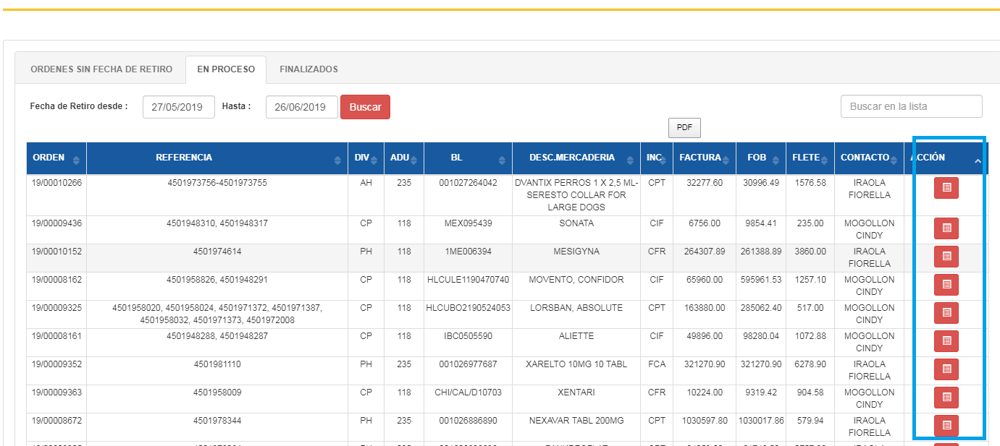 ORDENES SIN FECHA DE RETIRO EN PROCESO FINALIZADOS
Fecha de Retiro desde : 27/05/2019 Hasta : 26/06/2019 Buscar Buscar en la lista
PDF
ORDEN REFERENCIA DIV ADU BL DESC.MERCADERIA INC FACTURA FOB FLETE CONTACTO ACCIÓN
19/00010266 4501973756-4501973755 AH 235 001027264042 DVANTIX PERROS 1 X 2,5 ML- CPT 32277.60 30996.49 1576.58 IRAOLA
SERESTO COLLAR FOR FIORELLA
LARGE DOGS
19/00009436 4501948310, 4501948317 CP 118 MEX095439 SONATA CIF 6756.00 9854.41 235.00 MOGOLLON
CINDY
19/00010152 4501974614 PH 118 1ME006394 MESIGYNA CFR 264307.89 261388.89 3860.00 IRAOLA
FIORELLA
19/00008162 4501958826, 4501948291 CP 118 HLCULE1190470740 MOVENTO, CONFIDOR CIF 65960.00 595961.53 1257.10 MOGOLLON
CINDY
19/00009325 4501958020, 4501958024, 4501971372, 4501971387, CP 118 HLCUBO2190524053 LORSBAN, ABSOLUTE CPT 163880.00 285062.40 517.00 MOGOLLON
4501958032, 4501971373, 4501972008 CINDY
19/00008161 4501948288, 4501948287 CP 118 IBC0505590 ALIETTE CIF 49896.00 98280.04 1072.88 MOGOLLON
CINDY
19/00009352 4501981110 PH 235 001026977687 XARELTO 10MG 10 TABL FCA 321270.90 321270.90 6278.90 IRAOLA
FIORELLA
19/00009363 4501958009 CP 118 CHI/CAL/D10703 XENTARI CFR 10224.00 9319.42 904.58 MOGOLLON
CINDY
19/00008672 4501978344 PH 235 001026886890 NEXAVAR TABL 200MG CPT 1030597.80 1030017.86 579.94 IRAOLA
FIORELLA